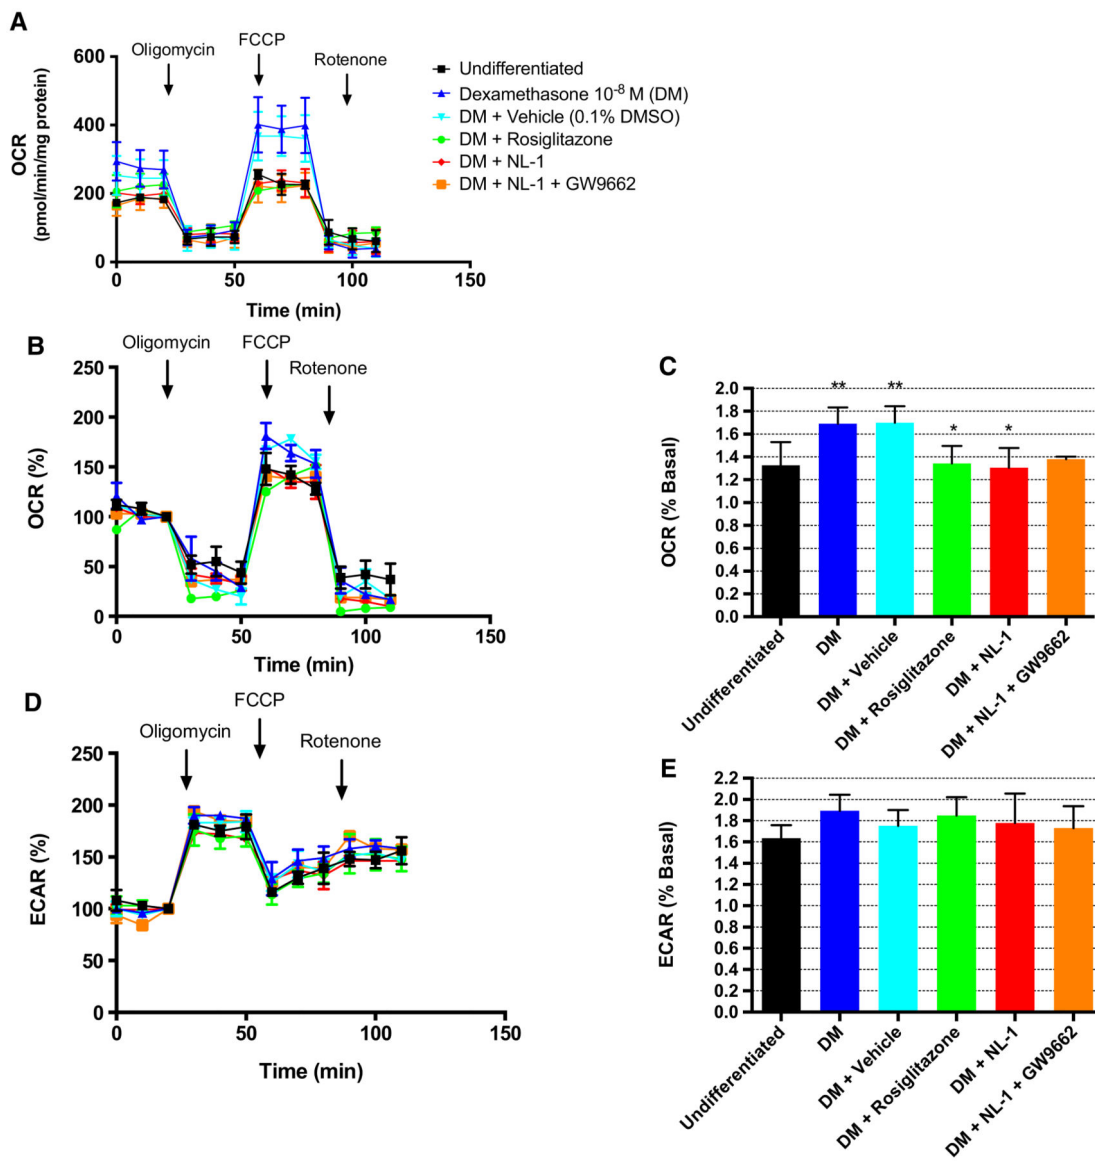 A
Oligomycin
FCCP
Rotenone
600
400
200
0
0
50
100
150
OCR
(pmol/min/mg protein)
Time (min)
Undifferentiated
Dexamethasone 10-8 M (DM)
DM + Vehicle (0.1% DMSO)
DM + Rosiglitazone
DM + NL-1
DM + NL-1 + GW9662
B
Oligomycin
FCCP
Rotenone
250
200
150
100
50
0
0
50
100
150
OCR (%)
Time (min)
C
2.0
1.8
1.6
1.4
1.2
1.0
0.8
0.6
0.4
0.2
0.0
OCR (% Basal)
**
**
*
*
Undifferentiated
DM
DM + Vehicle
DM + Rosiglitazone
DM + NL-1
DM + NL-1 + GW9662
D
Oligomycin
FCCP
Rotenone
250
200
150
100
50
0
0
50
100
150
ECAR (%)
Time (min)
E
2.2
2.0
1.8
1.6
1.4
1.2
1.0
0.8
0.6
0.4
0.2
0.0
ECAR (% Basal)
Undifferentiated
DM
DM + Vehicle
DM + Rosiglitazone
DM + NL-1
DM + NL-1 + GW9662